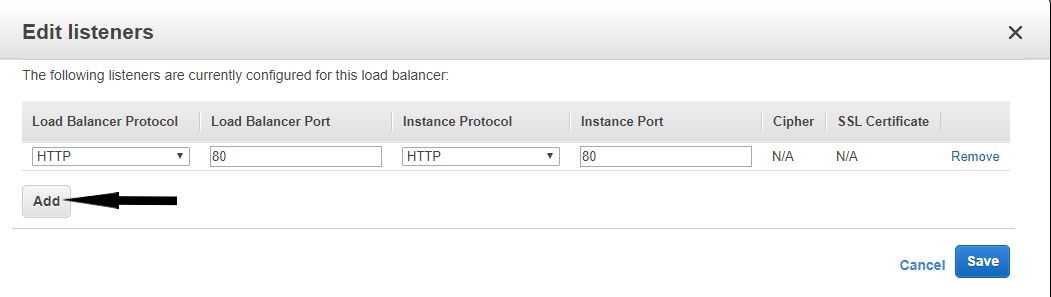 Edit listeners ×
The following listeners are currently configured for this load balancer:
Load Balancer Protocol Load Balancer Port Instance Protocol Instance Port Cipher SSL Certificate
HTTP 80 HTTP 80 N/A N/A Remove
Add
Cancel Save